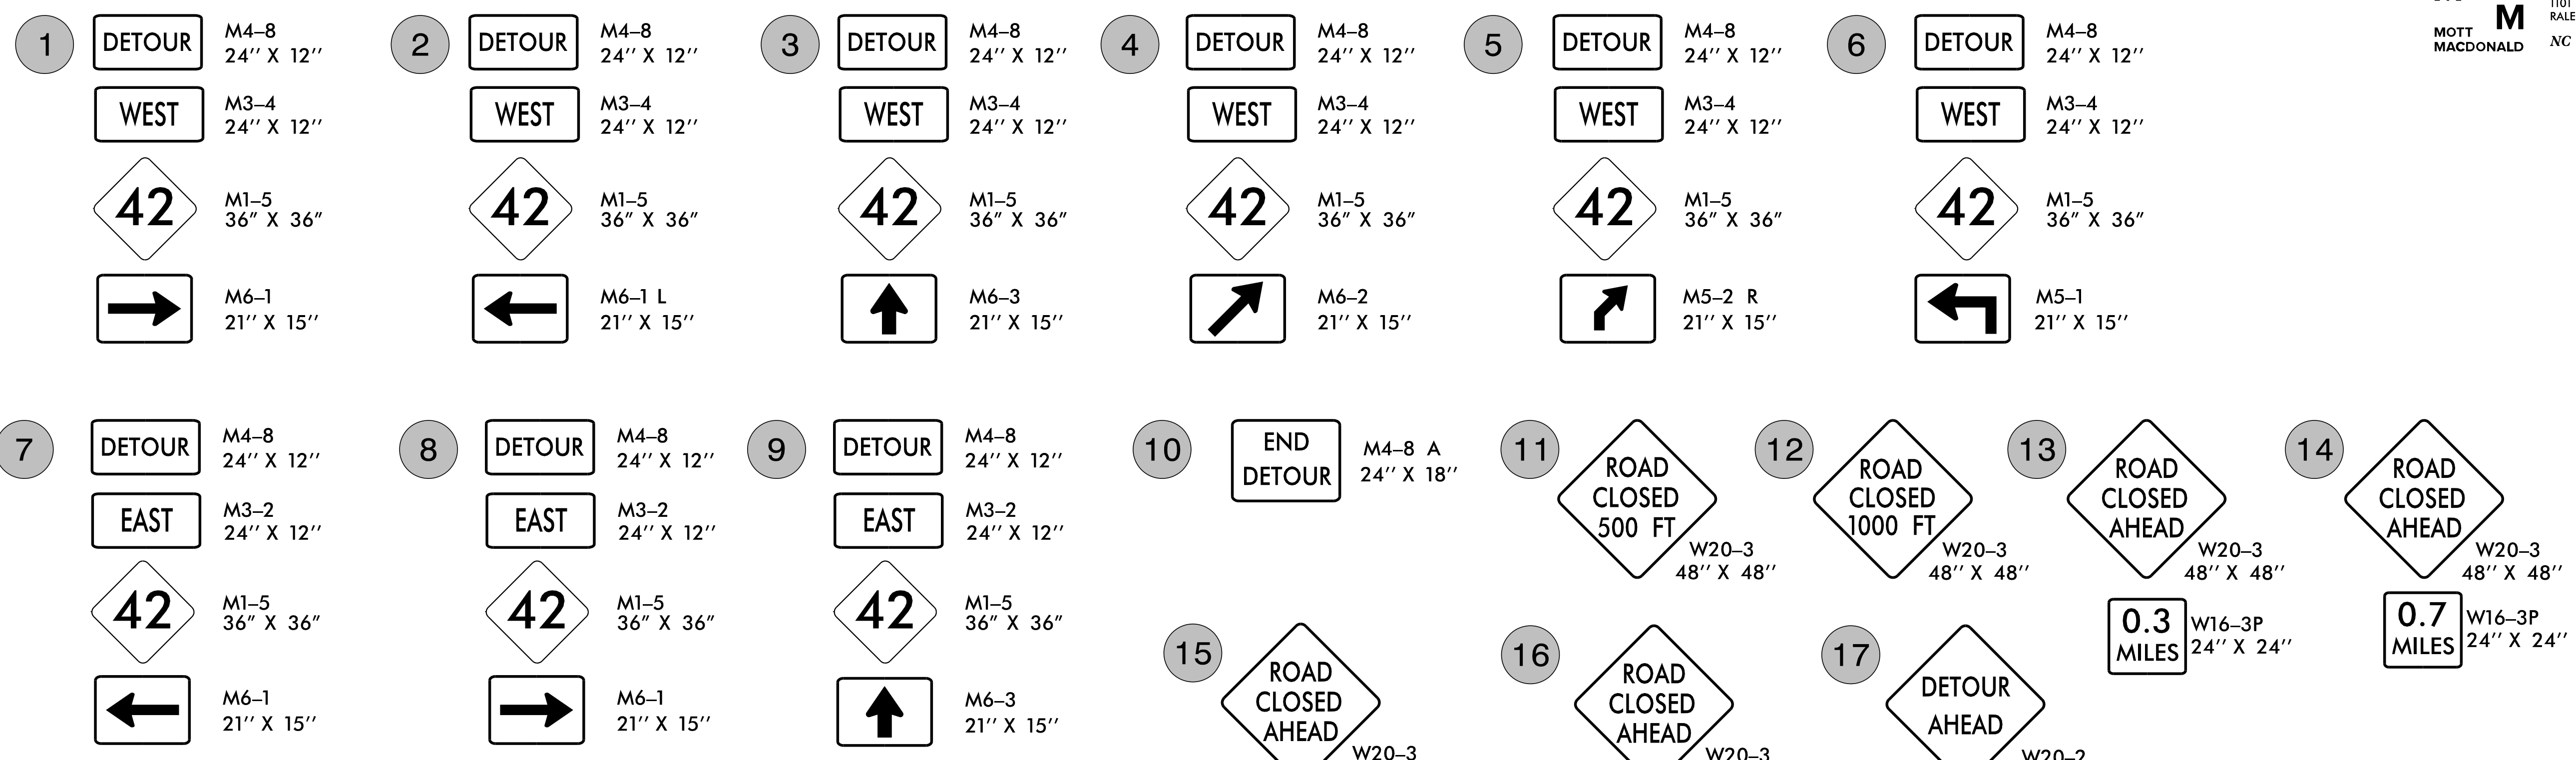 1
DETOUR
M4–8
24′′ X 12′′
WEST
M3–4
24′′ X 12′′
42
M1–5
36″ X 36″
M6–1
21′′ X 15′′
2
DETOUR
M4–8
24′′ X 12′′
WEST
M3–4
24′′ X 12′′
42
M1–5
36″ X 36″
M6–1 L
21′′ X 15′′
3
DETOUR
M4–8
24′′ X 12′′
WEST
M3–4
24′′ X 12′′
42
M1–5
36″ X 36″
M6–3
21′′ X 15′′
4
DETOUR
M4–8
24′′ X 12′′
WEST
M3–4
24′′ X 12′′
42
M1–5
36″ X 36″
M6–2
21′′ X 15′′
5
DETOUR
M4–8
24′′ X 12′′
WEST
M3–4
24′′ X 12′′
42
M1–5
36″ X 36″
M5–2 R
21′′ X 15′′
6
DETOUR
M4–8
24′′ X 12′′
WEST
M3–4
24′′ X 12′′
42
M1–5
36″ X 36″
M5–1
21′′ X 15′′
M
MOTT
MACDONALD
1101
RALE
NC
7
DETOUR
M4–8
24′′ X 12′′
EAST
M3–2
24′′ X 12′′
42
M1–5
36″ X 36″
M6–1
21′′ X 15′′
8
DETOUR
M4–8
24′′ X 12′′
EAST
M3–2
24′′ X 12′′
42
M1–5
36″ X 36″
M6–1
21′′ X 15′′
9
DETOUR
M4–8
24′′ X 12′′
EAST
M3–2
24′′ X 12′′
42
M1–5
36″ X 36″
M6–3
21′′ X 15′′
10
END
DETOUR
M4–8 A
24′′ X 18′′
11
ROAD
CLOSED
500 FT
W20–3
48′′ X 48′′
12
ROAD
CLOSED
1000 FT
W20–3
48′′ X 48′′
13
ROAD
CLOSED
AHEAD
W20–3
48′′ X 48′′
0.3
MILES
W16–3P
24′′ X 24′′
14
ROAD
CLOSED
AHEAD
W20–3
48′′ X 48′′
0.7
MILES
W16–3P
24′′ X 24′′
15
ROAD
CLOSED
AHEAD
W20–3
16
ROAD
CLOSED
AHEAD
W20–3
17
DETOUR
AHEAD
W20–2